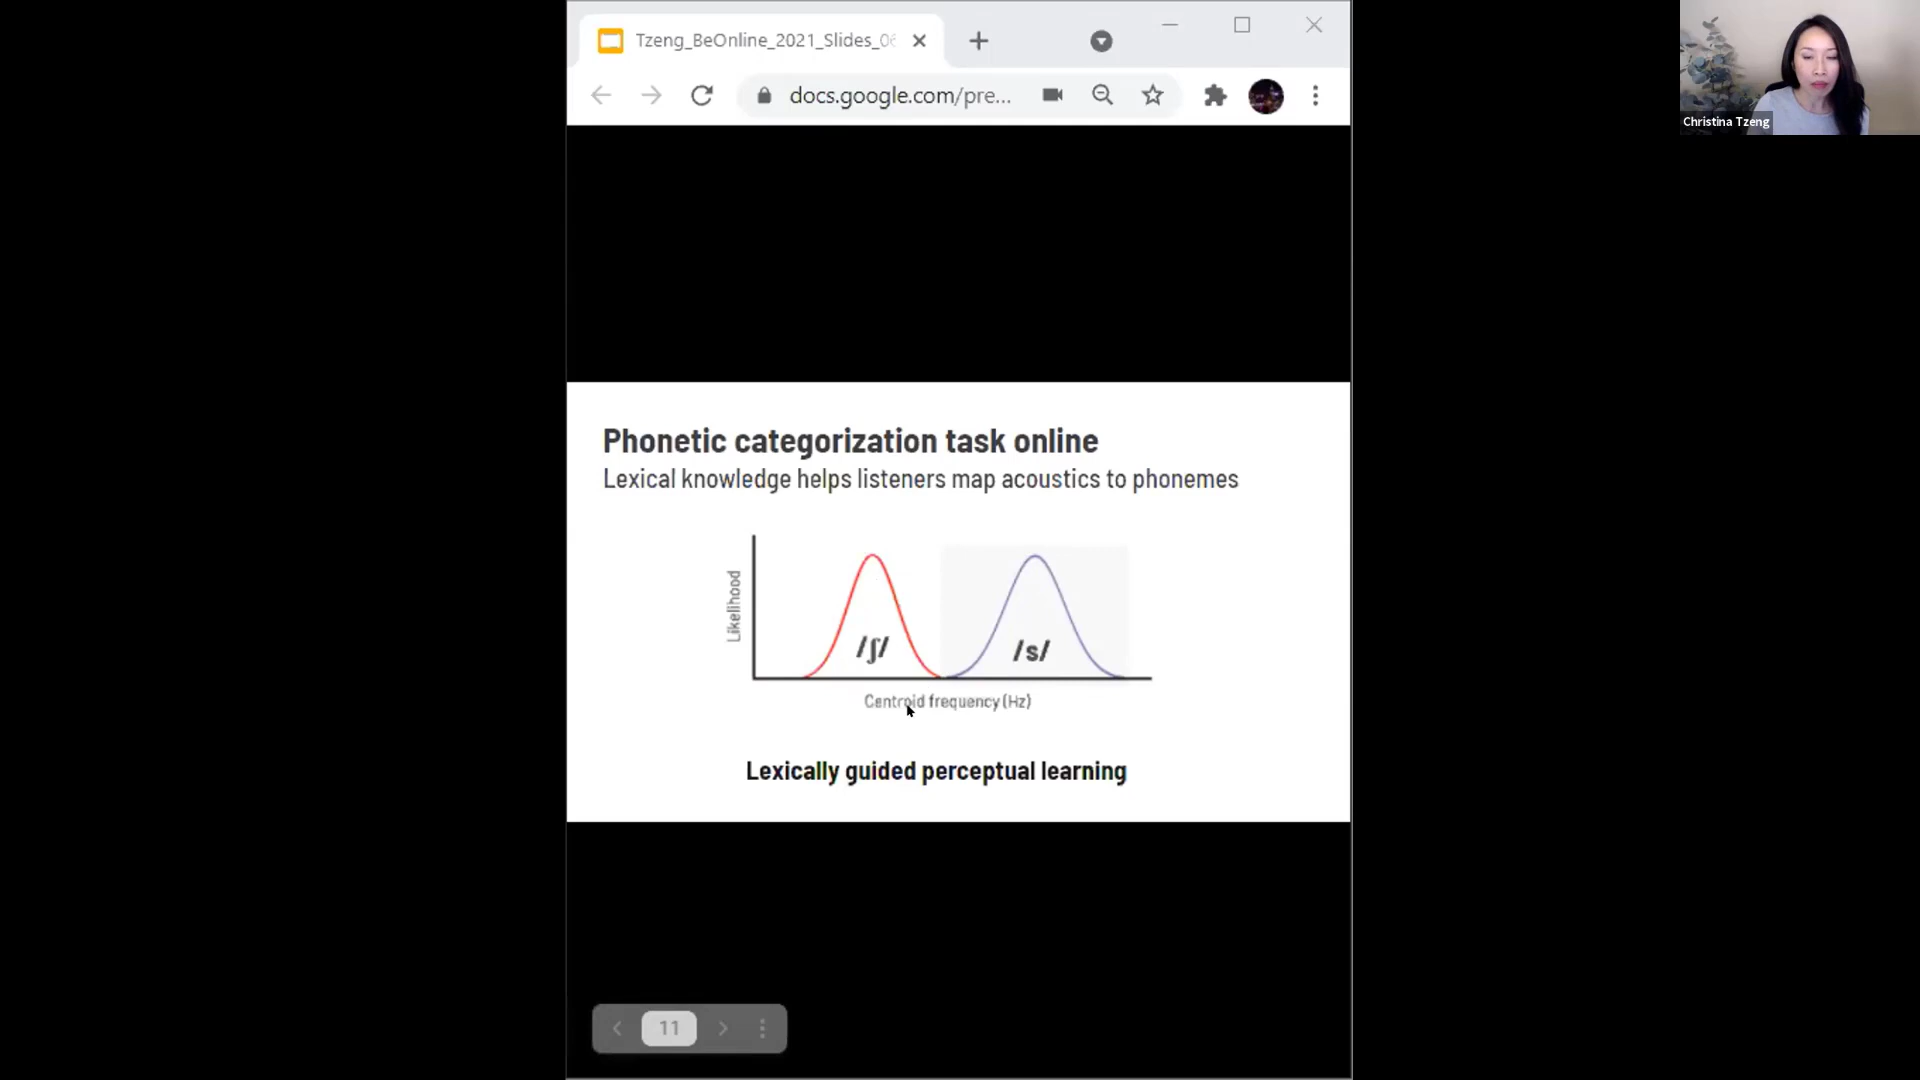 Tzeng_BeOnline_2021_Slides_06
docs.google.com/pre...
Christina Tzeng
Phonetic categorization task online
Lexical knowledge helps listeners map acoustics to phonemes
Likelihood
/ʃ/
/s/
Centroid frequency (Hz)
Lexically guided perceptual learning
11